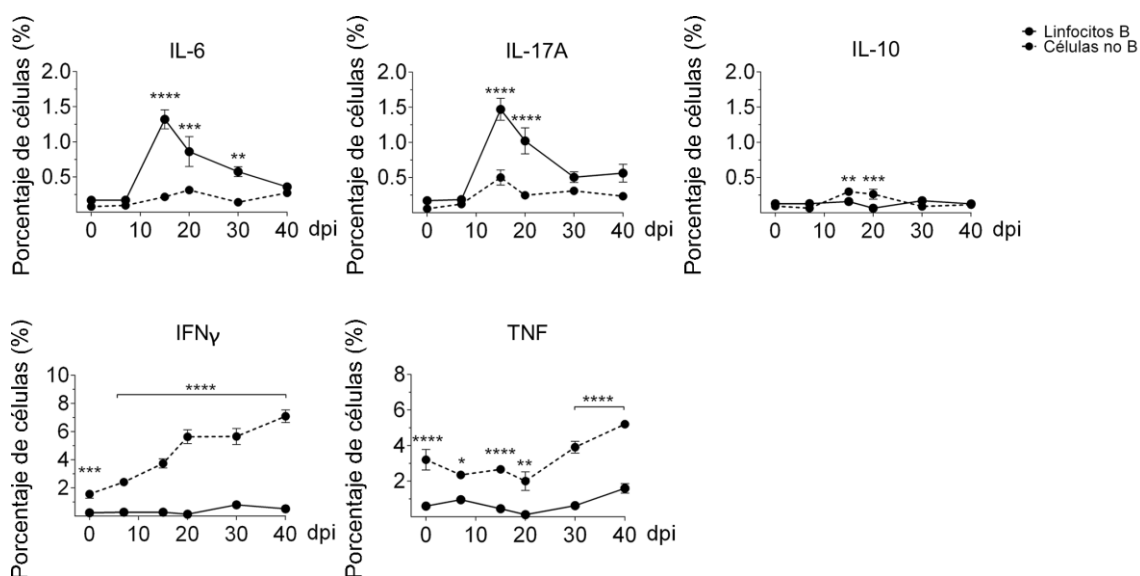 Linfocitos B
Células no B
IL-6
Porcentaje de células (%)
2.0
1.5
1.0
0.5
****
***
**
0 10 20 30 40 dpi
IL-17A
Porcentaje de células (%)
2.0
1.5
1.0
0.5
****
****
0 10 20 30 40 dpi
IL-10
Porcentaje de células (%)
2.0
1.5
1.0
0.5
** ***
0 10 20 30 40 dpi
IFNγ
Porcentaje de células (%)
10
8
6
4
2
****
***
0 10 20 30 40 dpi
TNF
Porcentaje de células (%)
8
6
4
2
****
****
*
****
**
0 10 20 30 40 dpi